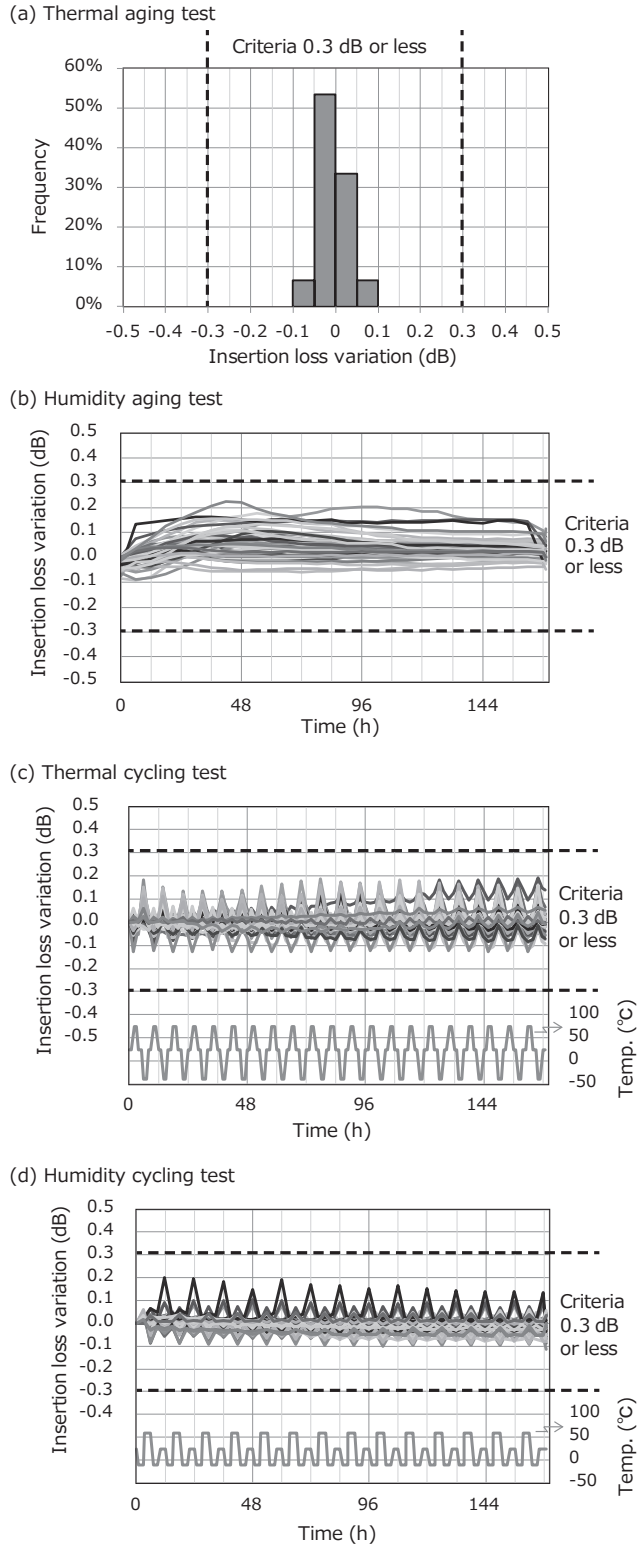 (a) Thermal aging test
Criteria 0.3 dB or less
60%
50%
40%
30%
20%
10%
0%
Frequency
-0.5 -0.4 -0.3 -0.2 -0.1 0 0.1 0.2 0.3 0.4 0.5
Insertion loss variation (dB)
(b) Humidity aging test
0.5
0.4
0.3
0.2
0.1
0.0
-0.1
-0.2
-0.3
-0.4
-0.5
Insertion loss variation (dB)
Criteria
0.3 dB
or less
0 48 96 144
Time (h)
(c) Thermal cycling test
0.5
0.4
0.3
0.2
0.1
0.0
-0.1
-0.2
-0.3
-0.4
-0.5
Insertion loss variation (dB)
Criteria
0.3 dB
or less
100
50
0
-50
Temp. (°C)
0 48 96 144
Time (h)
(d) Humidity cycling test
0.5
0.4
0.3
0.2
0.1
0.0
-0.1
-0.2
-0.3
-0.4
Insertion loss variation (dB)
Criteria
0.3 dB
or less
100
50
0
-50
Temp. (°C)
0 48 96 144
Time (h)